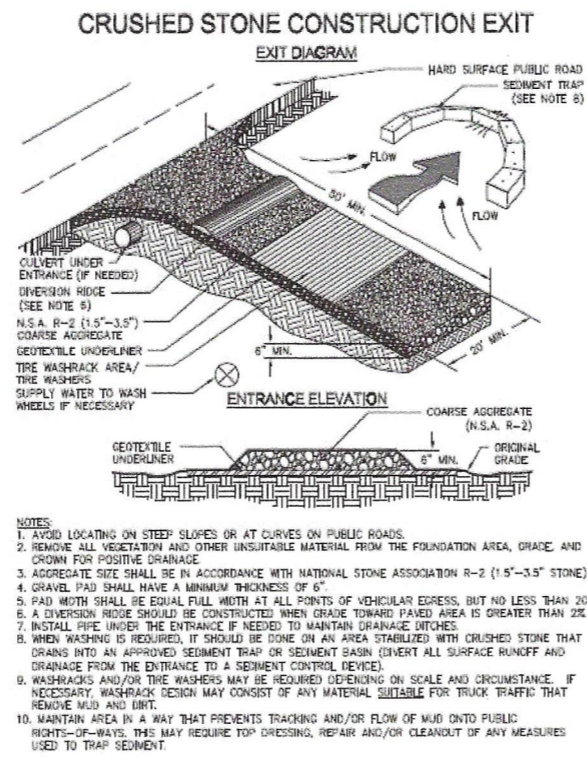 CRUSHED STONE CONSTRUCTION EXIT
EXIT DIAGRAM
HARD SURFACE PUBLIC ROAD
SEDIMENT TRAP
(SEE NOTE 8)
FLOW
50' MIN.
FLOW
CULVERT UNDER
ENTRANCE (IF NEEDED)
DIVERSION RIDGE
(SEE NOTE 6)
N.S.A. R-2 (1.5"-3.5")
COARSE AGGREGATE
GEOTEXTILE UNDERLINER
TIRE WASHRACK AREA/
TIRE WASHERS
SUPPLY WATER TO WASH
WHEELS IF NECESSARY
6" MIN.
20' MIN.
ENTRANCE ELEVATION
COARSE AGGREGATE
(N.S.A. R-2)
GEOTEXTILE
UNDERLINER
6" MIN.
ORIGINAL
GRADE
NOTES:
1. AVOID LOCATING ON STEEP SLOPES OR AT CURVES ON PUBLIC ROADS.
2. REMOVE ALL VEGETATION AND OTHER UNSUITABLE MATERIAL FROM THE FOUNDATION AREA, GRADE, AND
CROWN FOR POSITIVE DRAINAGE.
3. AGGREGATE SIZE SHALL BE IN ACCORDANCE WITH NATIONAL STONE ASSOCIATION R-2 (1.5"-3.5" STONE)
4. GRAVEL PAD SHALL HAVE A MINIMUM THICKNESS OF 6".
5. PAD WIDTH SHALL BE EQUAL FULL WIDTH AT ALL POINTS OF VEHICULAR EGRESS, BUT NO LESS THAN 20
6. A DIVERSION RIDGE SHOULD BE CONSTRUCTED WHEN GRADE TOWARD PAVED AREA IS GREATER THAN 2%
7. INSTALL PIPE UNDER THE ENTRANCE IF NEEDED TO MAINTAIN DRAINAGE DITCHES.
8. WHEN WASHING IS REQUIRED, IT SHOULD BE DONE ON AN AREA STABILIZED WITH CRUSHED STONE THAT
DRAINS INTO AN APPROVED SEDIMENT TRAP OR SEDIMENT BASIN (DIVERT ALL SURFACE RUNOFF AND
DRAINAGE FROM THE ENTRANCE TO A SEDIMENT CONTROL DEVICE).
9. WASHRACKS AND/OR TIRE WASHERS MAY BE REQUIRED DEPENDING ON SCALE AND CIRCUMSTANCE. IF
NECESSARY, WASHRACK DESIGN MAY CONSIST OF ANY MATERIAL SUITABLE FOR TRUCK TRAFFIC THAT
REMOVE MUD AND DIRT.
10. MAINTAIN AREA IN A WAY THAT PREVENTS TRACKING AND/OR FLOW OF MUD ONTO PUBLIC
RIGHTS-OF-WAYS. THIS MAY REQUIRE TOP DRESSING, REPAIR AND/OR CLEANOUT OF ANY MEASURES
USED TO TRAP SEDIMENT.